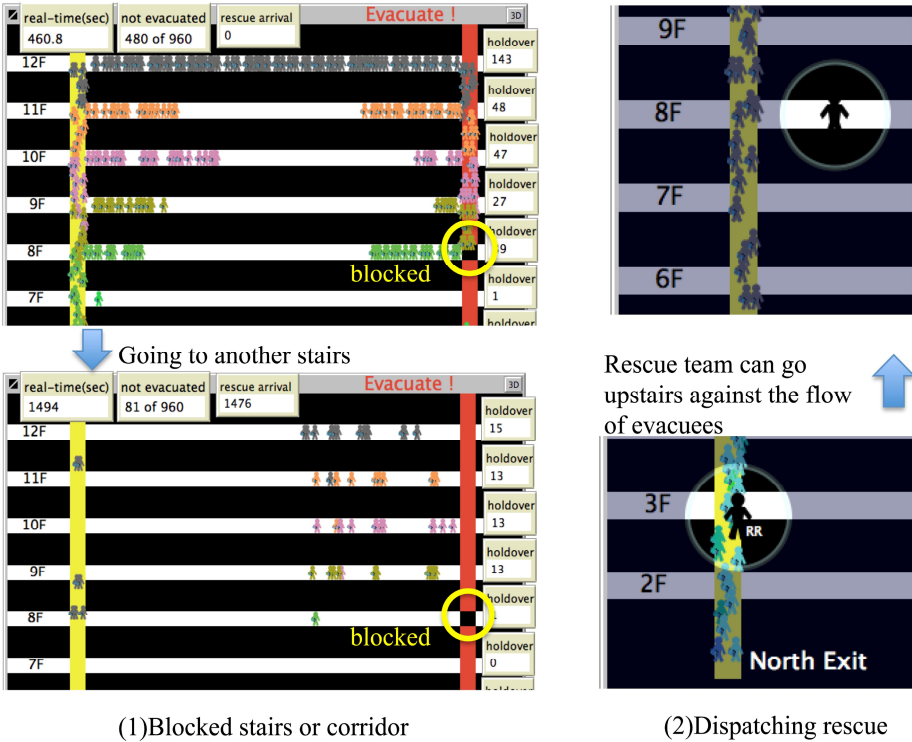 real-time(sec)
460.8
not evacuated
480 of 960
rescue arrival
0
Evacuate !
3D
holdover
143
12F
holdover
48
11F
holdover
47
10F
holdover
27
9F
holdover
8F
blocked
holdover
1
7F
holdover
Going to another stairs
real-time(sec)
1494
not evacuated
81 of 960
rescue arrival
1476
Evacuate !
3D
holdover
15
12F
holdover
13
11F
holdover
13
10F
holdover
13
9F
holdover
8F
blocked
holdover
0
7F
(1)Blocked stairs or corridor
9F
8F
7F
6F
Rescue team can go
upstairs against the flow
of evacuees
3F
RR
2F
North Exit
(2)Dispatching rescue